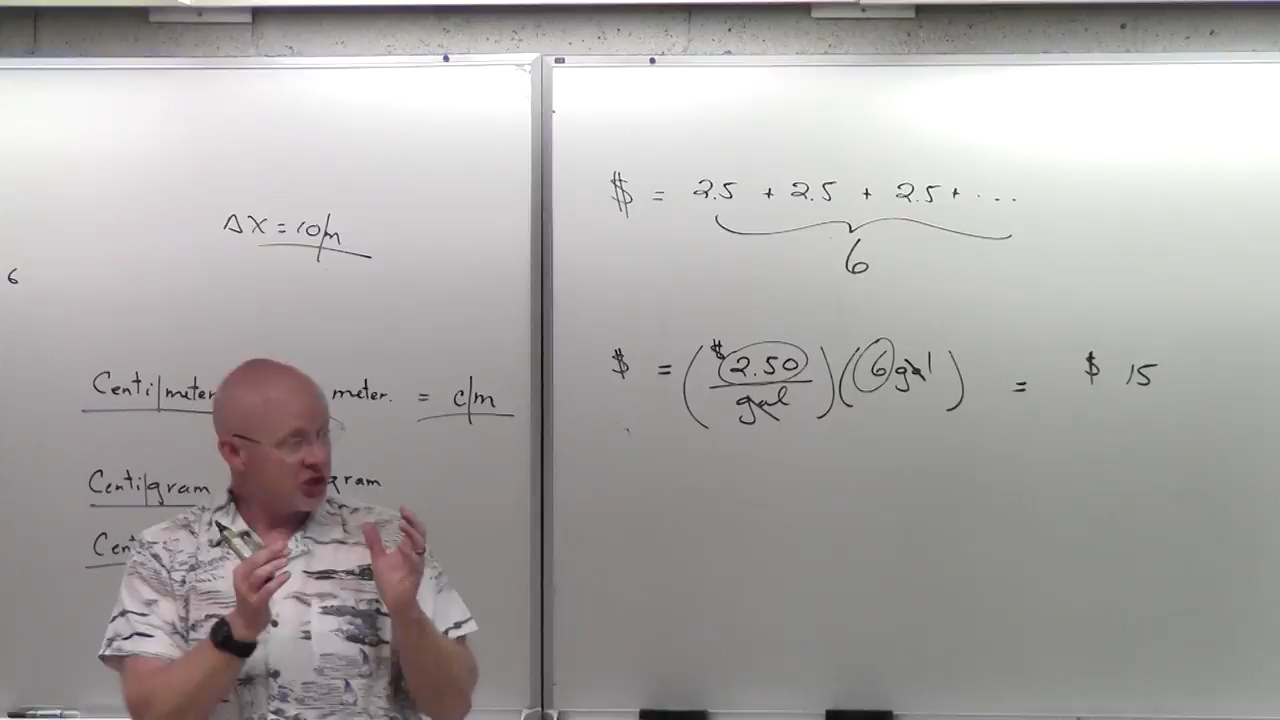 6
ΔX = 10/m
Centi/meter meter. = c/m
Centi/gram gram
Cent
$ = 2.5 + 2.5 + 2.5 + ...
6
$ = ($2.50/gal)(6 gal) = $ 15